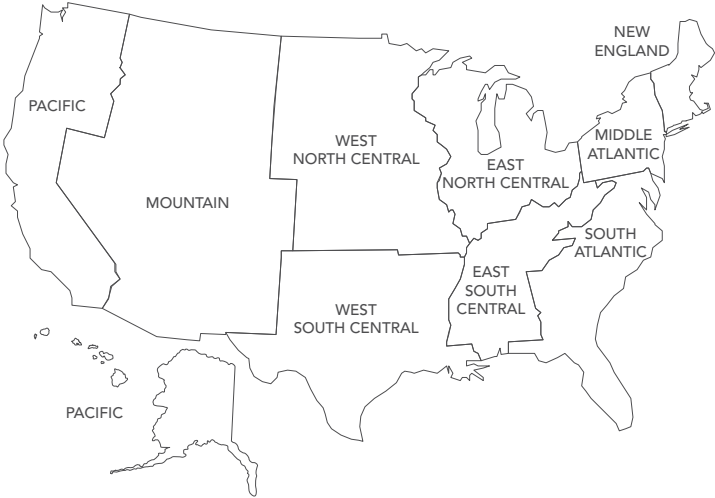 NEW
ENGLAND
PACIFIC
WEST
NORTH CENTRAL
MIDDLE
ATLANTIC
EAST
NORTH CENTRAL
MOUNTAIN
SOUTH
ATLANTIC
EAST
SOUTH
CENTRAL
WEST
SOUTH CENTRAL
PACIFIC